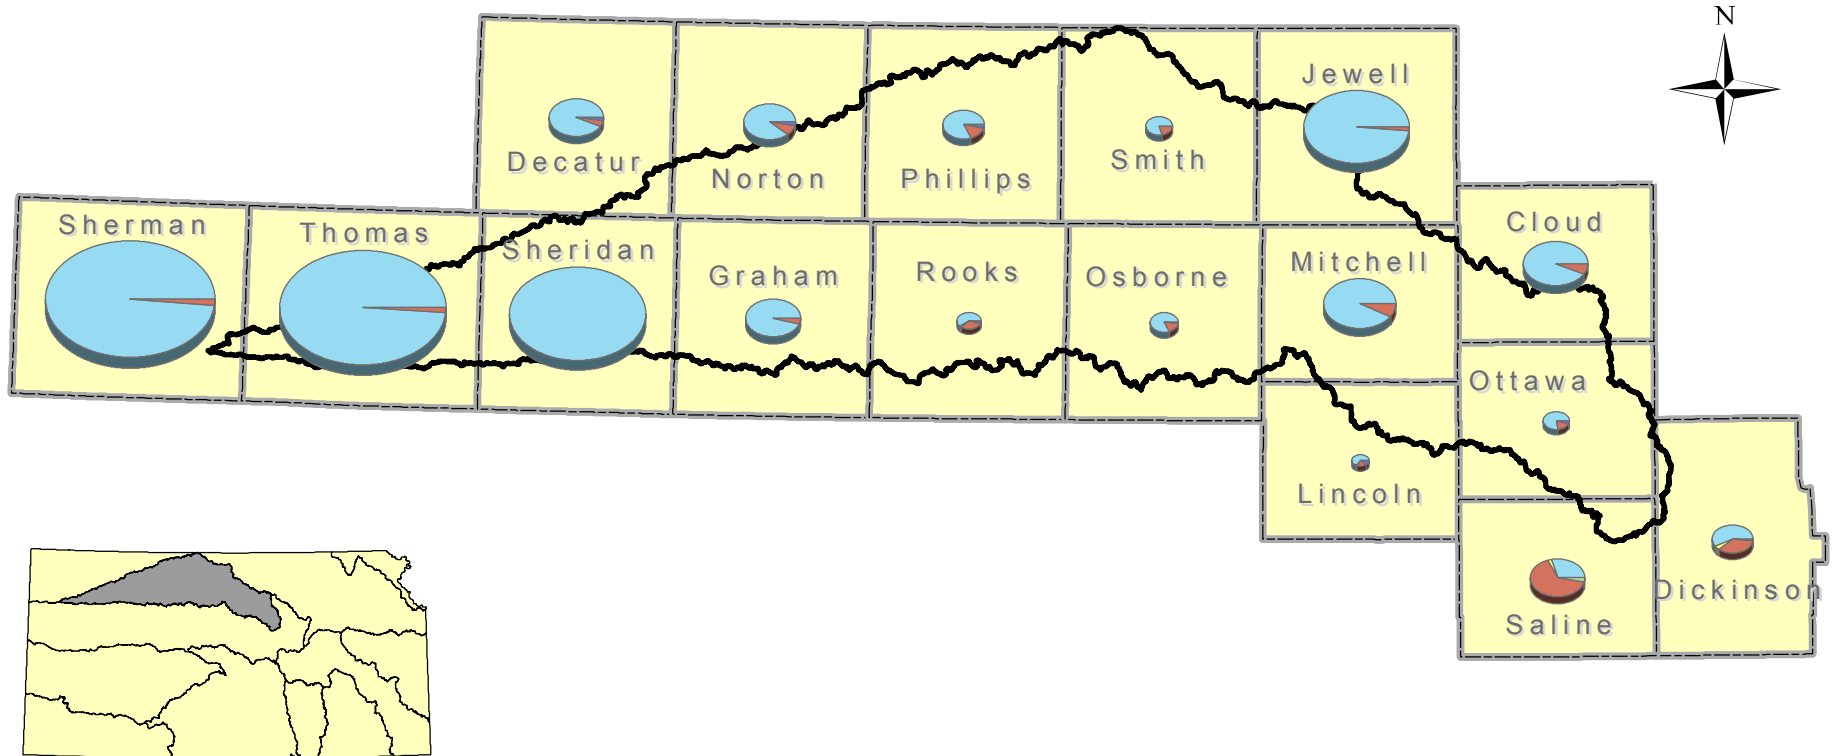 N
Jewell
Decatur
Norton
Phillips
Smith
Sherman
Thomas
Sheridan
Graham
Rooks
Osborne
Mitchell
Cloud
Ottawa
Lincoln
Dickinson
Saline